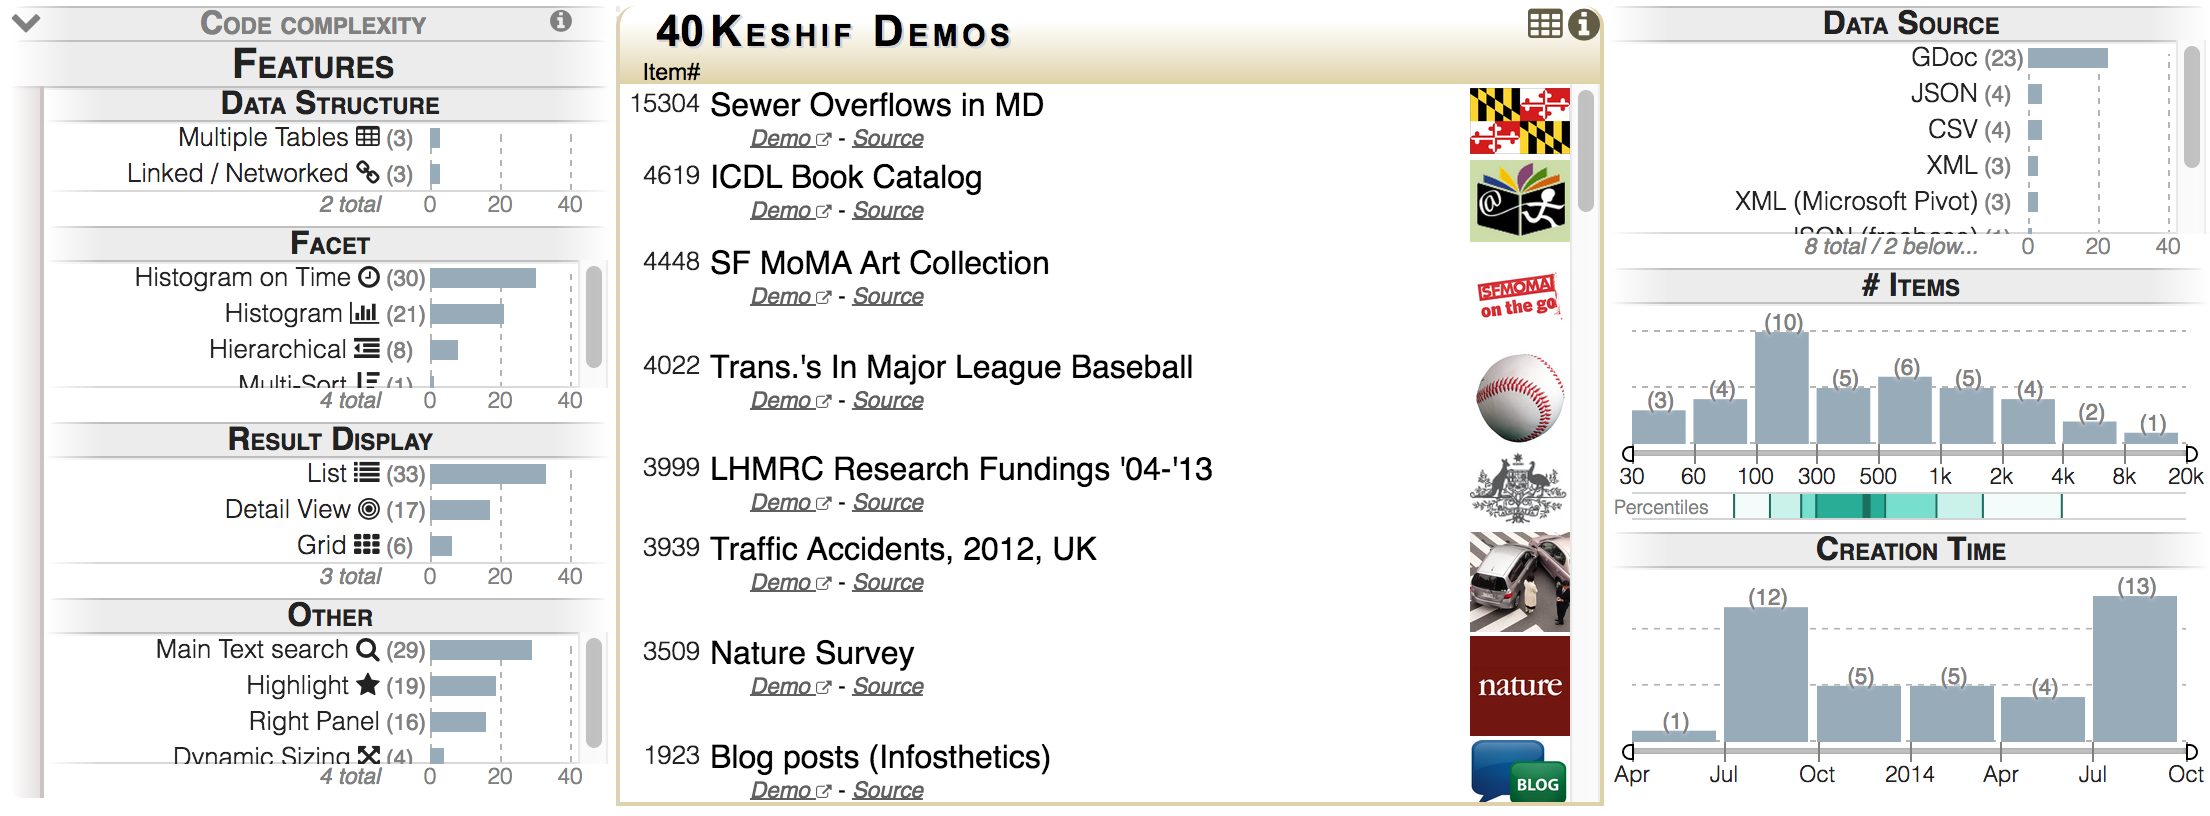 Code complexity
Features
Data Structure
Multiple Tables (3)
Linked / Networked (3)
2 total 0 20 40
Facet
Histogram on Time (30)
Histogram (21)
Hierarchical (8)
Multi-Sort (1)
4 total 0 20 40
Result Display
List (33)
Detail View (17)
Grid (6)
3 total 0 20 40
Other
Main Text search (29)
Highlight (19)
Right Panel (16)
Dynamic Sizing (4)
4 total 0 20 40
40 Keshif Demos
Item#
15304 Sewer Overflows in MD
Demo - Source
4619 ICDL Book Catalog
Demo - Source
4448 SF MoMA Art Collection
Demo - Source
SFMOMA
on the go
4022 Trans.'s In Major League Baseball
Demo - Source
3999 LHMRC Research Fundings '04-'13
Demo - Source
3939 Traffic Accidents, 2012, UK
Demo - Source
3509 Nature Survey
Demo - Source
nature
1923 Blog posts (Infosthetics)
Demo - Source
BLOG
Data Source
GDoc (23)
JSON (4)
CSV (4)
XML (3)
XML (Microsoft Pivot) (3)
JSON (freebase) (1)
8 total / 2 below... 0 20 40
# Items
(3) (4) (10) (5) (6) (5) (4) (2) (1)
30 60 100 300 500 1k 2k 4k 8k 20k
Percentiles
Creation Time
(1) (12) (5) (5) (4) (13)
Apr Jul Oct 2014 Apr Jul Oct